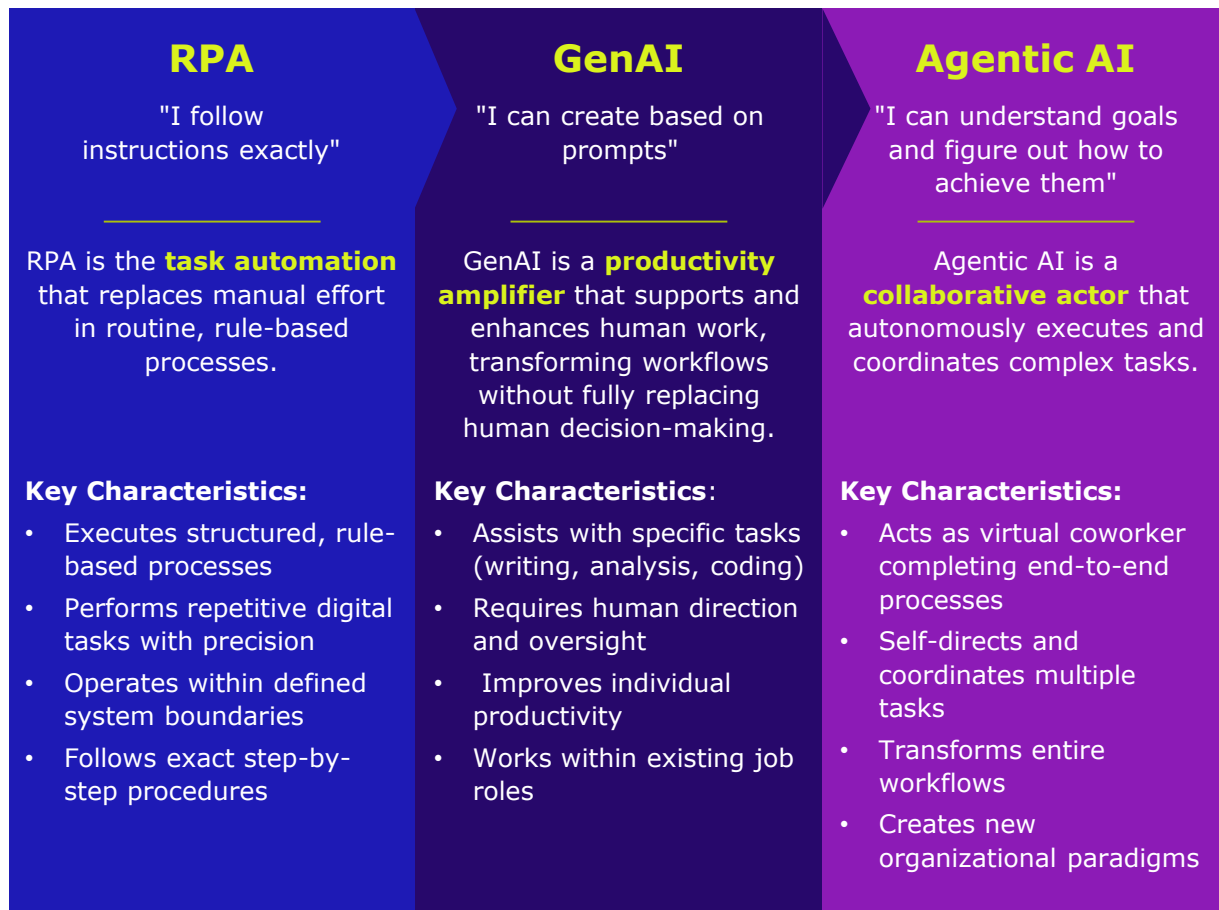 RPA
"I follow
instructions exactly"
RPA is the task automation
that replaces manual effort
in routine, rule-based
processes.
Key Characteristics:
• Executes structured, rule-
based processes
• Performs repetitive digital
tasks with precision
• Operates within defined
system boundaries
• Follows exact step-by-
step procedures
GenAI
"I can create based on
prompts"
GenAI is a productivity
amplifier that supports and
enhances human work,
transforming workflows
without fully replacing
human decision-making.
Key Characteristics:
• Assists with specific tasks
(writing, analysis, coding)
• Requires human direction
and oversight
• Improves individual
productivity
• Works within existing job
roles
Agentic AI
"I can understand goals
and figure out how to
achieve them"
Agentic AI is a
collaborative actor that
autonomously executes and
coordinates complex tasks.
Key Characteristics:
• Acts as virtual coworker
completing end-to-end
processes
• Self-directs and
coordinates multiple
tasks
• Transforms entire
workflows
• Creates new
organizational paradigms